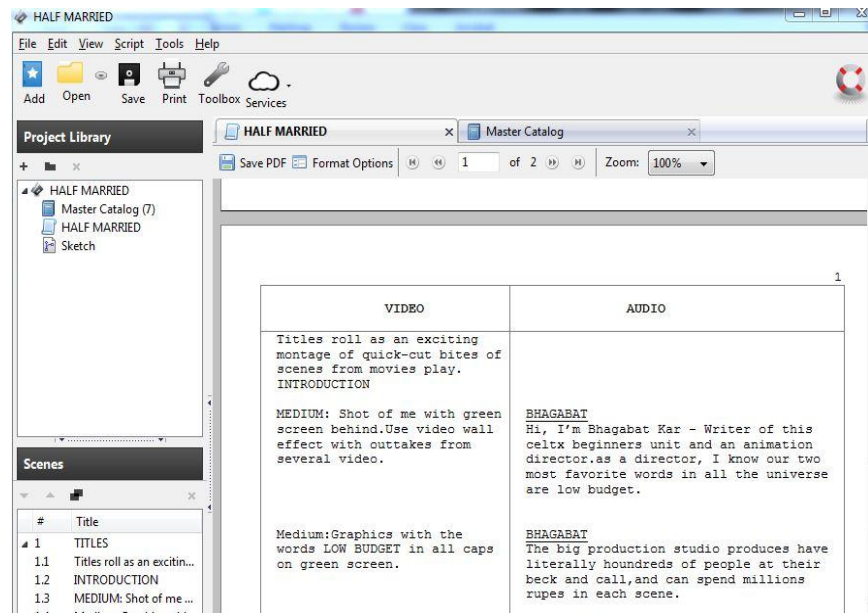 HALF MARRIED
File Edit View Script Tools Help
Add Open Save Print Toolbox Services
Project Library
HALF MARRIED
Master Catalog (7)
HALF MARRIED
Sketch
Scenes
# Title
1 TITLES
1.1 Titles roll as an excitin...
1.2 INTRODUCTION
1.3 MEDIUM: Shot of me ...
HALF MARRIED x Master Catalog x
Save PDF Format Options 1 of 2 Zoom: 100%
1
VIDEO
AUDIO
Titles roll as an exciting
montage of quick-cut bites of
scenes from movies play.
INTRODUCTION
MEDIUM: Shot of me with green
screen behind.Use video wall
effect with outtakes from
several video.
BHAGABAT
Hi, I'm Bhagabat Kar - Writer of this
celtx beginners unit and an animation
director.as a director, I know our two
most favorite words in all the universe
are low budget.
Medium:Graphics with the
words LOW BUDGET in all caps
on green screen.
BHAGABAT
The big production studio produces have
literally houndreds of people at their
beck and call,and can spend millions
rupes in each scene.